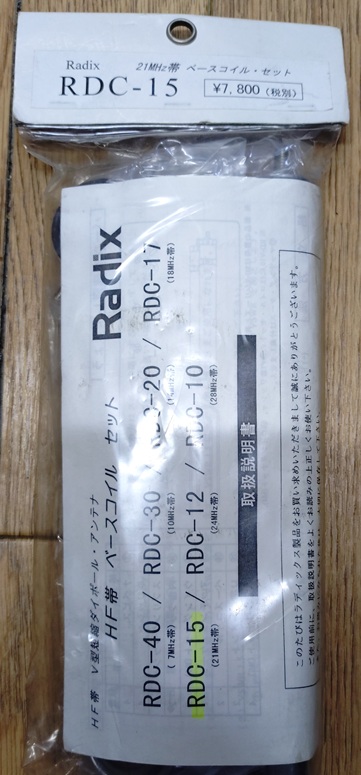 Radix
21MHz帯 ベースコイル・セット
RDC-15
¥7,800 (税別)
HF帯 V型短縮ダイポール・アンテナ
HF帯 ベースコイル セット
Radix
RDC-40 / RDC-30 / RDC-20 / RDC-17
( 7MHz帯) (10MHz帯) (14MHz帯) (18MHz帯)
RDC-15 / RDC-12 / RDC-10
(21MHz帯) (24MHz帯) (28MHz帯)
取扱説明書
このたびはラディックス製品をお買い求めいただきまして誠にありがとうございます。
ご使用前に、取扱説明書をよくお読みの上正しくお使い下さい。